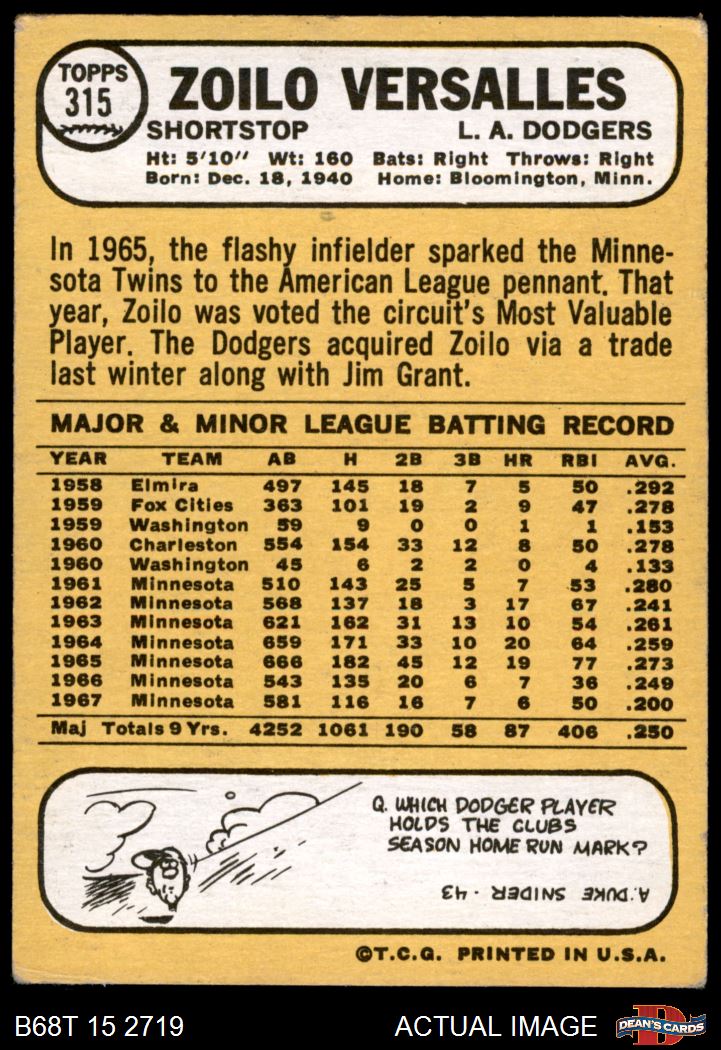 TOPPS
315
ZOILO VERSALLES
SHORTSTOP L. A. DODGERS
Ht: 5'10" Wt: 160 Bats: Right Throws: Right
Born: Dec. 18, 1940 Home: Bloomington, Minn.
In 1965, the flashy infielder sparked the Minne-
sota Twins to the American League pennant. That
year, Zoilo was voted the circuit's Most Valuable
Player. The Dodgers acquired Zoilo via a trade
last winter along with Jim Grant.
MAJOR & MINOR LEAGUE BATTING RECORD
YEAR TEAM AB H 2B 3B HR RBI AVG.
1958 Elmira 497 145 18 7 5 50 .292
1959 Fox Cities 363 101 19 2 9 47 .278
1959 Washington 59 9 0 0 1 1 .153
1960 Charleston 554 154 33 12 8 50 .278
1960 Washington 45 6 2 2 0 4 .133
1961 Minnesota 510 143 25 5 7 53 .280
1962 Minnesota 568 137 18 3 17 67 .241
1963 Minnesota 621 162 31 13 10 54 .261
1964 Minnesota 659 171 33 10 20 64 .259
1965 Minnesota 666 182 45 12 19 77 .273
1966 Minnesota 543 135 20 6 7 36 .249
1967 Minnesota 581 116 16 7 6 50 .200
Maj Totals 9 Yrs. 4252 1061 190 58 87 406 .250
Q. WHICH DODGER PLAYER
HOLDS THE CLUBS
SEASON HOME RUN MARK?
A. DUKE SNIDER - 43
©T.C.G. PRINTED IN U.S.A.
B68T 15 2719 ACTUAL IMAGE
D
DEAN'S CARDS